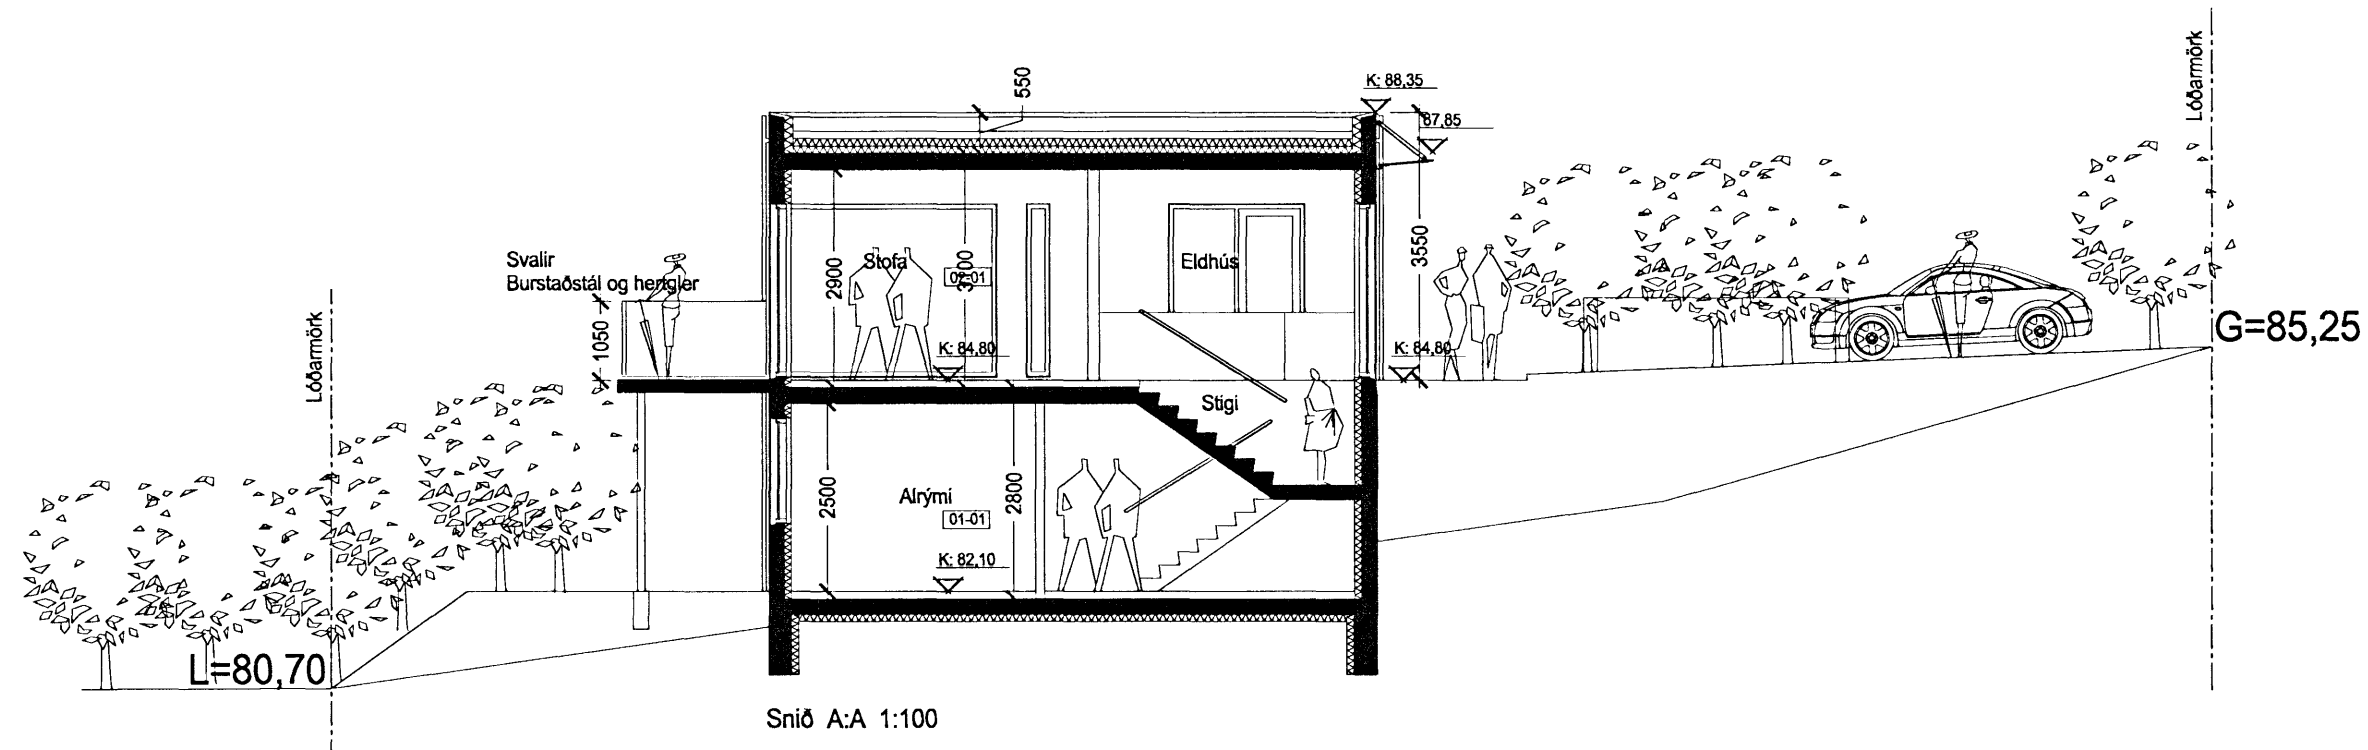 550
K: 88,35
87,85
Lóðarmörk
Svalir
Burstaðstál og hertgler
Lóðarmörk
1050
2900
Stofa
02-01
K: 84,80
Eldhús
3550
K: 84,80
G=85,25
Stigi
2500
Alrými
01-01
2800
K: 82,10
L=80,70
Snið A:A 1:100